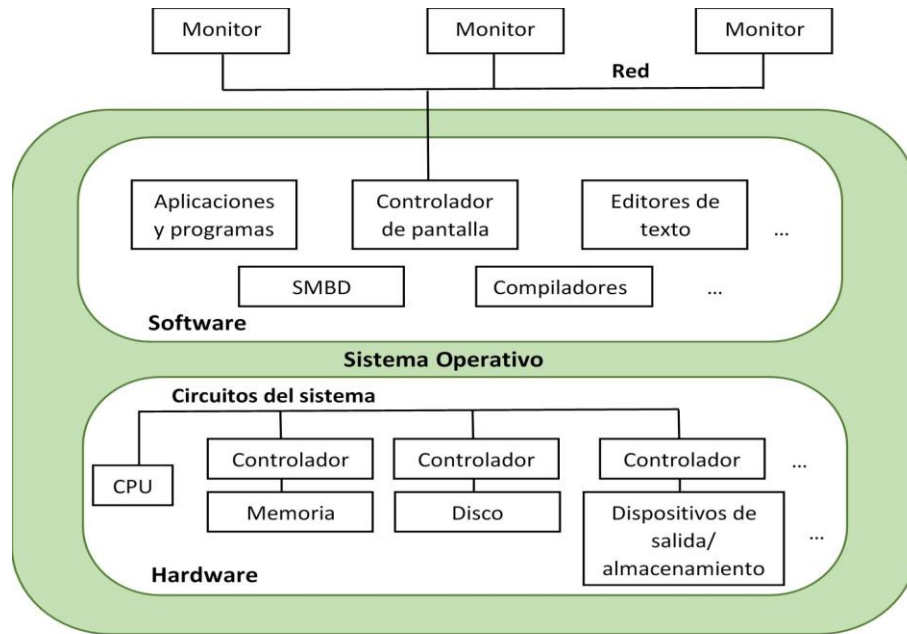 Monitor
Monitor
Monitor
Red
Aplicaciones
y programas
Controlador
de pantalla
Editores de
texto
...
SMBD
Compiladores
...
Software
Sistema Operativo
Circuitos del sistema
CPU
Controlador
Controlador
Controlador
...
Memoria
Disco
Dispositivos de
salida/
almacenamiento
...
Hardware